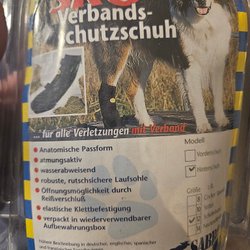 Verbands-
schutzschuh
... für alle Verletzungen mit Verband
Anatomische Passform
atmungsaktiv
wasserabweisend
robuste, rutschsichere Laufsohle
Öffnungsmöglichkeit durch
Reißverschluß
elastische Klettbefestigung
verpackt in wiederverwendbarer
Aufbewahrungsbox
Modell
Vorderschuh
Hinterschuh
Größe